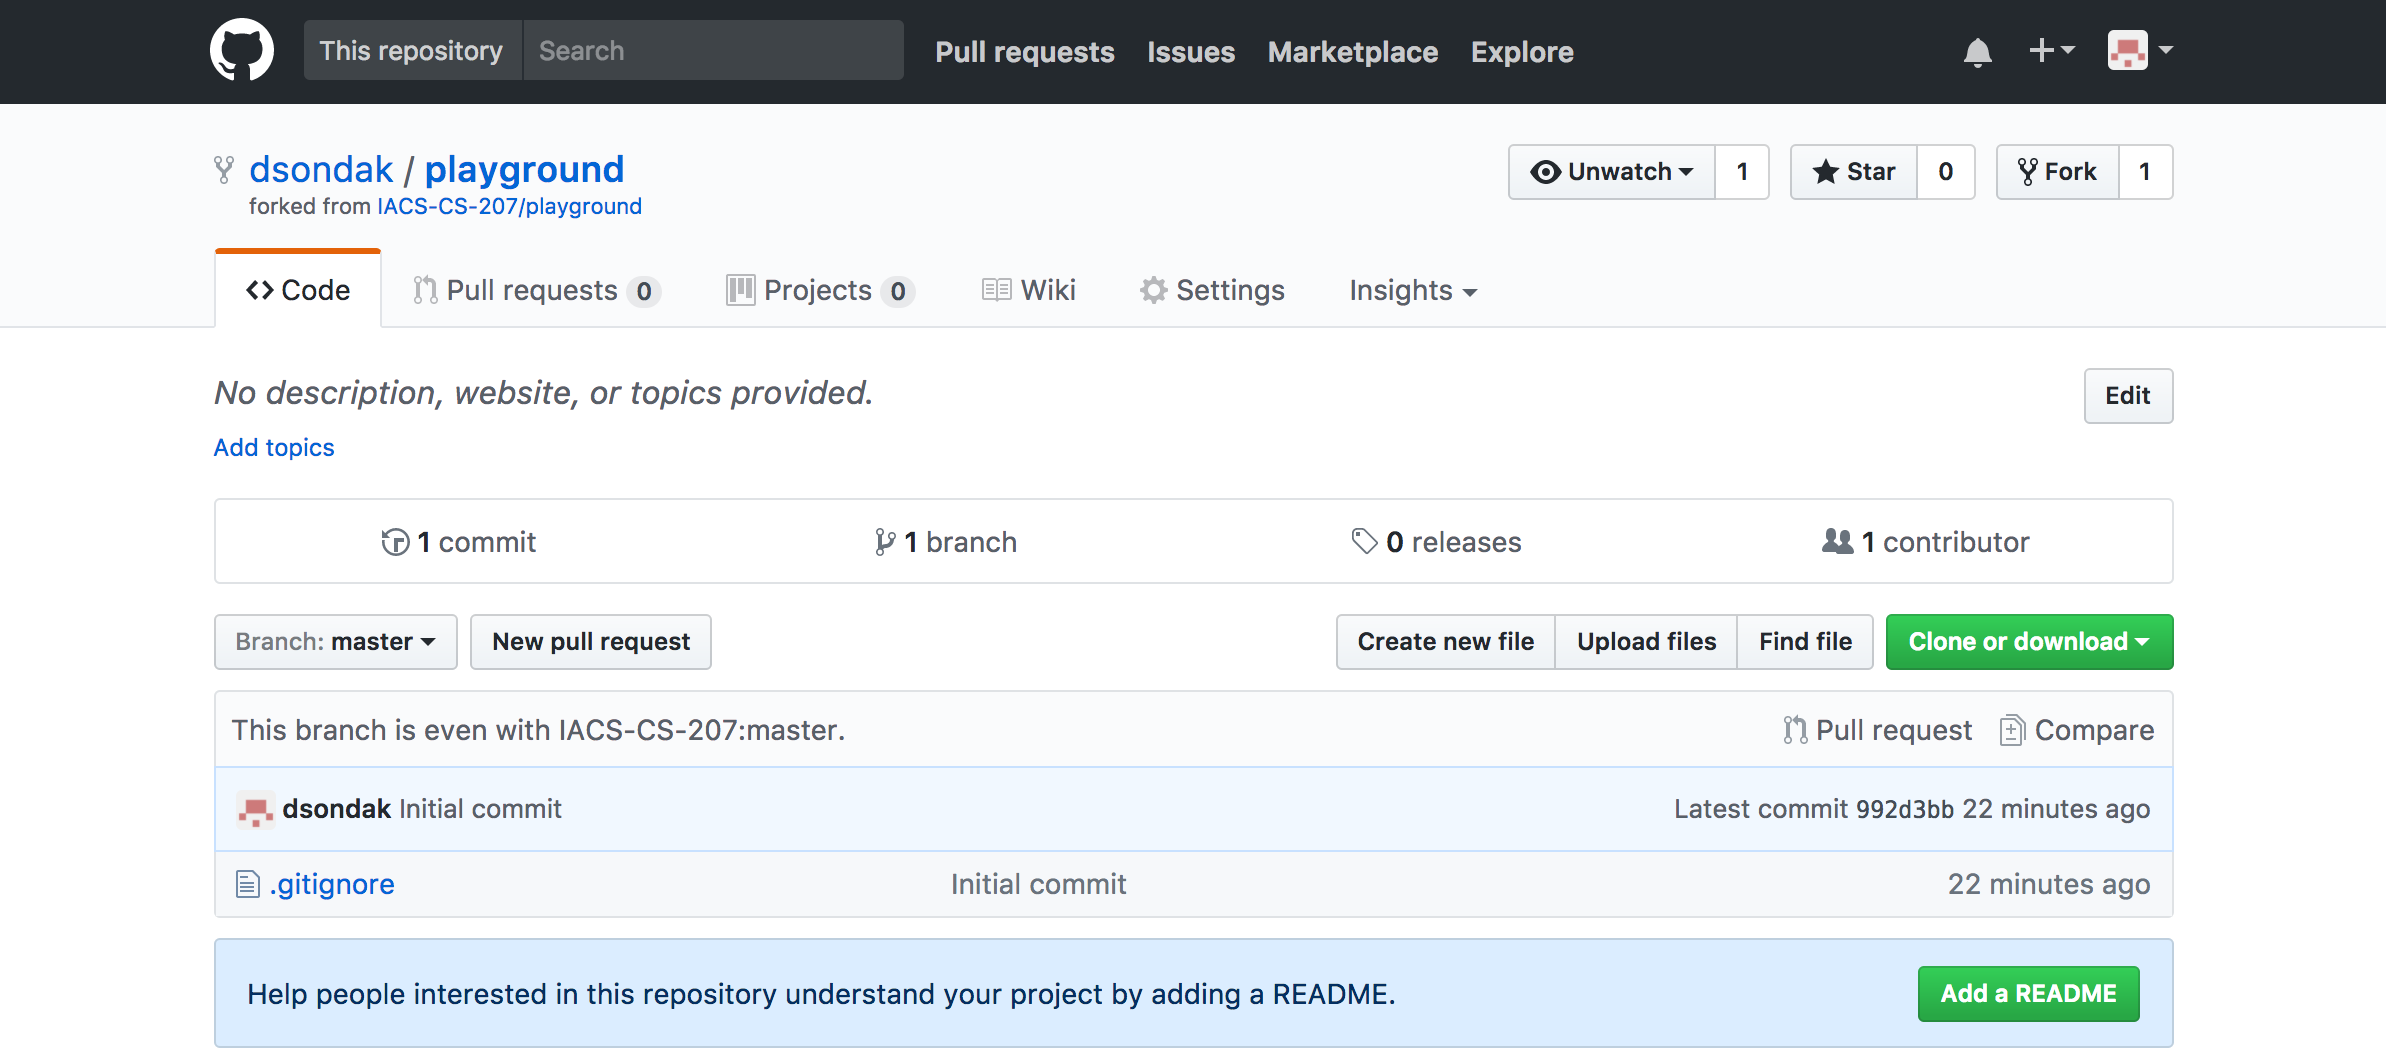 This repository Search Pull requests Issues Marketplace Explore
dsondak / playground Unwatch 1 Star 0 Fork 1
forked from IACS-CS-207/playground
Code Pull requests 0 Projects 0 Wiki Settings Insights
No description, website, or topics provided. Edit
Add topics
1 commit 1 branch 0 releases 1 contributor
Branch: master New pull request Create new file Upload files Find file Clone or download
This branch is even with IACS-CS-207:master. Pull request Compare
dsondak Initial commit Latest commit 992d3bb 22 minutes ago
.gitignore Initial commit 22 minutes ago
Help people interested in this repository understand your project by adding a README. Add a README